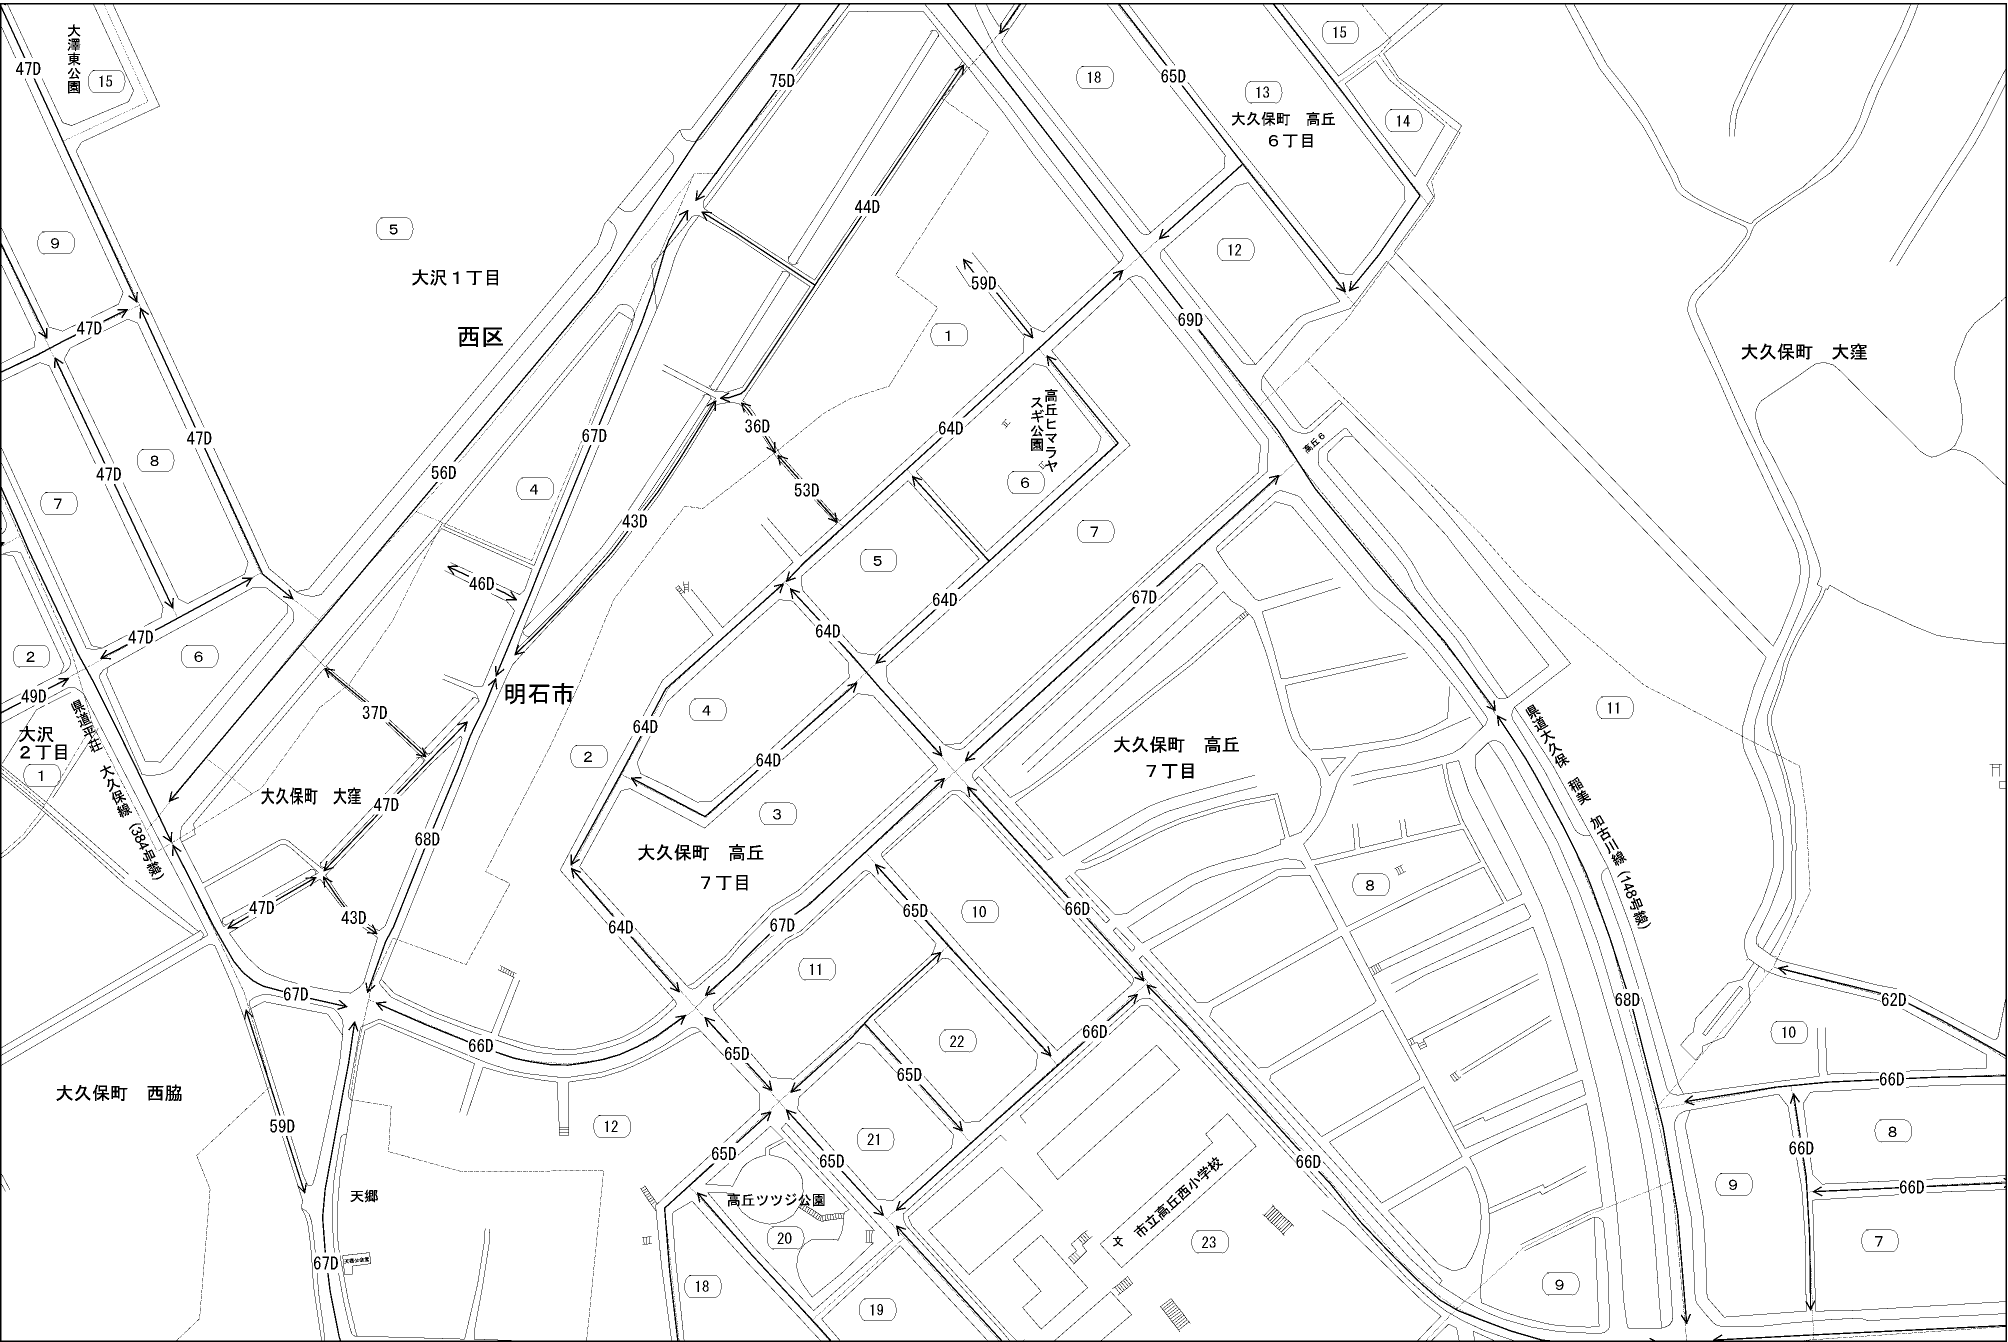 大澤東公園
15
47D
75D
18
65D
13
大久保町　高丘
６丁目
15
14
44D
5
大沢１丁目
9
12
59D
47D
西区
1
69D
大久保町　大窪
高丘ヒマラヤ
スギ公園
47D
8
47D
56D
67D
36D
64D
高丘６
7
4
43D
53D
6
7
5
46D
47D
64D
64D
67D
2
6
49D
明石市
37D
64D
4
県道平荘　大久保線 (384号線)
大沢
２丁目
1
2
64D
大久保町　高丘
７丁目
11
県道大久保　稲美　加古川線 (148号線)
大久保町　大窪
47D
3
68D
大久保町　高丘
７丁目
8
47D
43D
64D
67D
65D
10
66D
11
67D
68D
62D
66D
65D
22
66D
10
65D
66D
大久保町　西脇
59D
12
21
8
65D
65D
66D
66D
9
66D
天郷
高丘ツツジ公園
市立高丘西小学校
文
20
23
7
67D
18
19
9